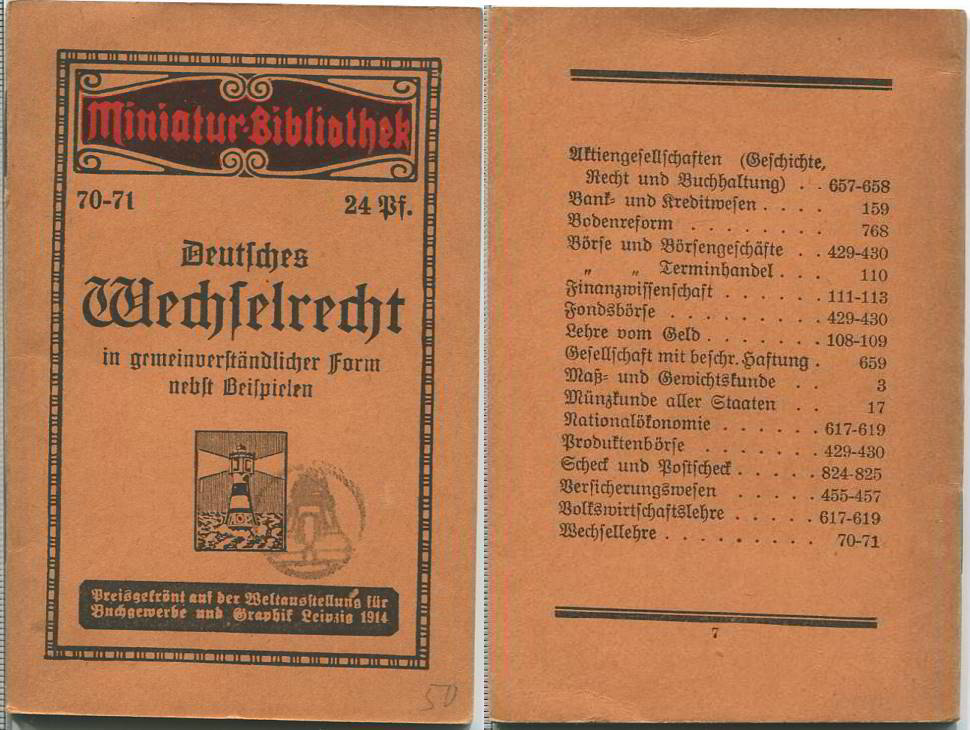 Miniatur-Bibliothek
70-71 24 Pf.
Deutsches
Wechselrecht
in gemeinverständlicher Form
nebst Beispielen
Preisgekrönt auf der Weltausstellung für
Buchgewerbe und Graphik Leipzig 1914
50
Aktiengesellschaften (Geschichte,
Recht und Buchhaltung) . . 657-658
Bank- und Kreditwesen . . . . 159
Bodenreform . . . . . . . . 768
Börse und Börsengeschäfte . . 429-430
„ „ Terminhandel . . . 110
Finanzwissenschaft . . . . . . . 111-113
Fondsbörse . . . . . . . . . . 429-430
Lehre vom Geld . . . . . . . . 108-109
Gesellschaft mit beschr. Haftung . 659
Maß- und Gewichtskunde . . 3
Münzkunde aller Staaten . . 17
Nationalökonomie . . . . . . . 617-619
Produktenbörse . . . . . . . . 429-430
Scheck und Postscheck . . . . . 824-825
Versicherungswesen . . . . . . 455-457
Volkswirtschaftslehre . . . . . 617-619
Wechsellehre . . . . . . . . . 70-71
7